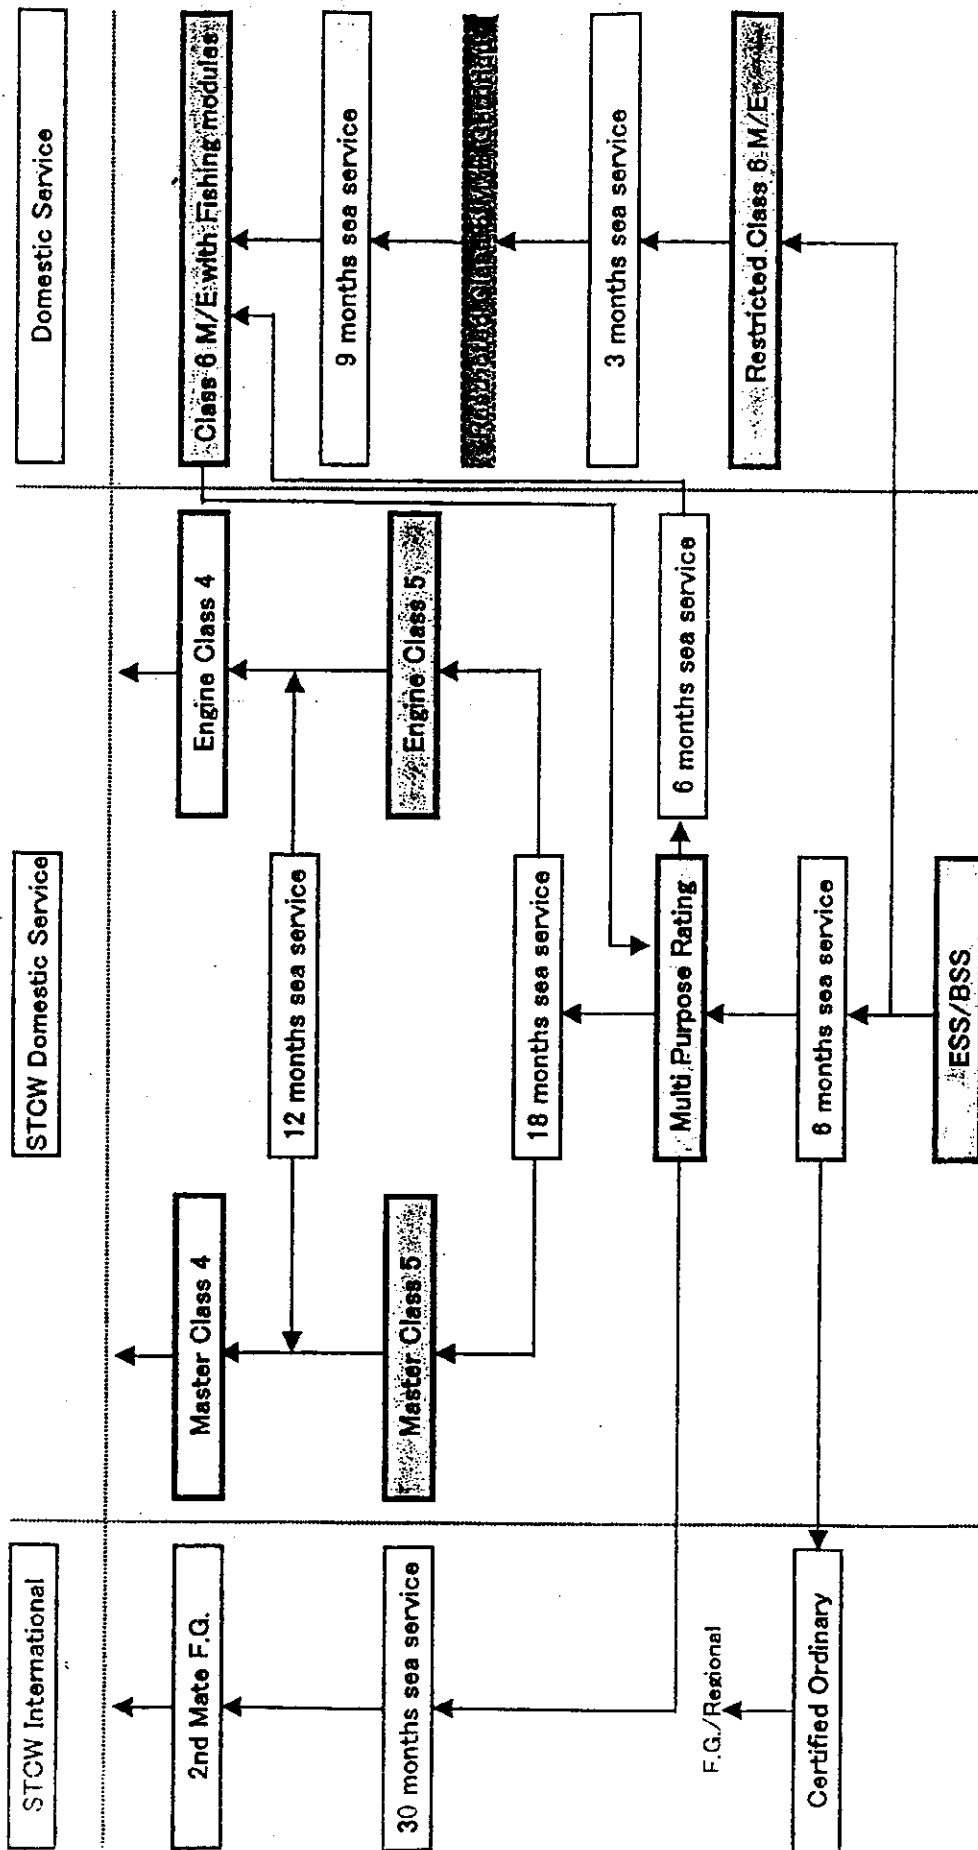 STCW International
STCW Domestic Service
Domestic Service
2nd Mate F.G.
Master Class 4
Engine Class 4
Class 6 M/E with Fishing modules
12 months sea service
9 months sea service
30 months sea service
Master Class 5
Engine Class 5
18 months sea service
3 months sea service
F.G./Regional
Multi Purpose Rating
6 months sea service
Restricted Class 6 M/E
Certified Ordinary
6 months sea service
ESS/BSS